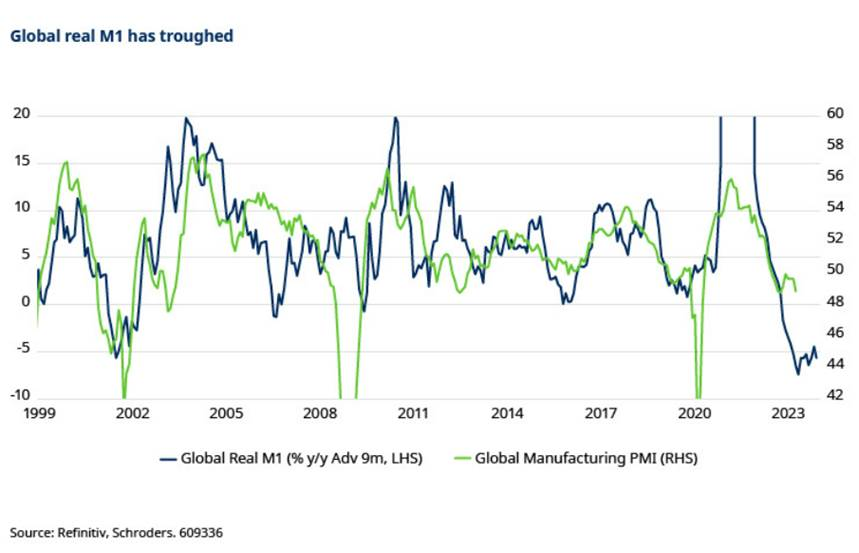 Global real M1 has troughed
20 60
58
15 56
10 54
52
5 50
0 48
46
-5 44
-10 42
1999 2002 2005 2008 2011 2014 2017 2020 2023
Global Real M1 (% y/y Adv 9m, LHS) Global Manufacturing PMI (RHS)
Source: Refinitiv, Schroders. 609336